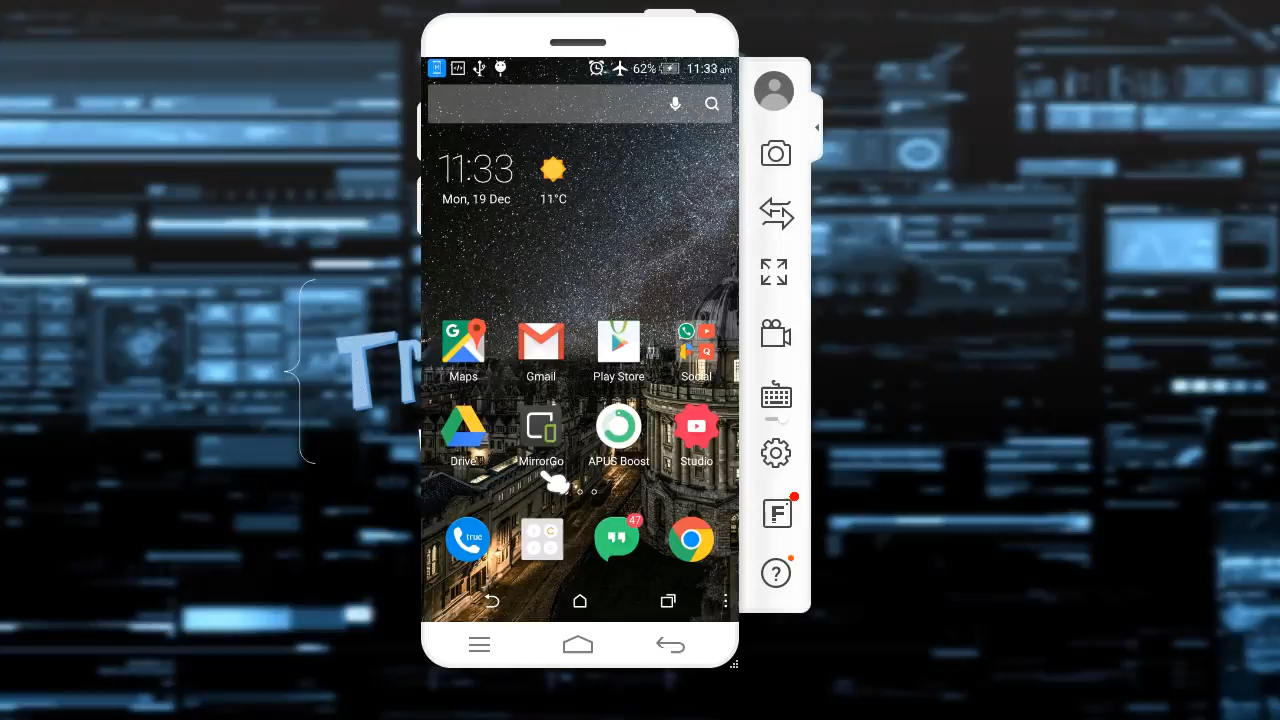 62% 11:33 am
11:33
Mon, 19 Dec 11°C
Maps Gmail Play Store Social
Drive MirrorGo APUS Boost Studio
true 47
Tr
F
?